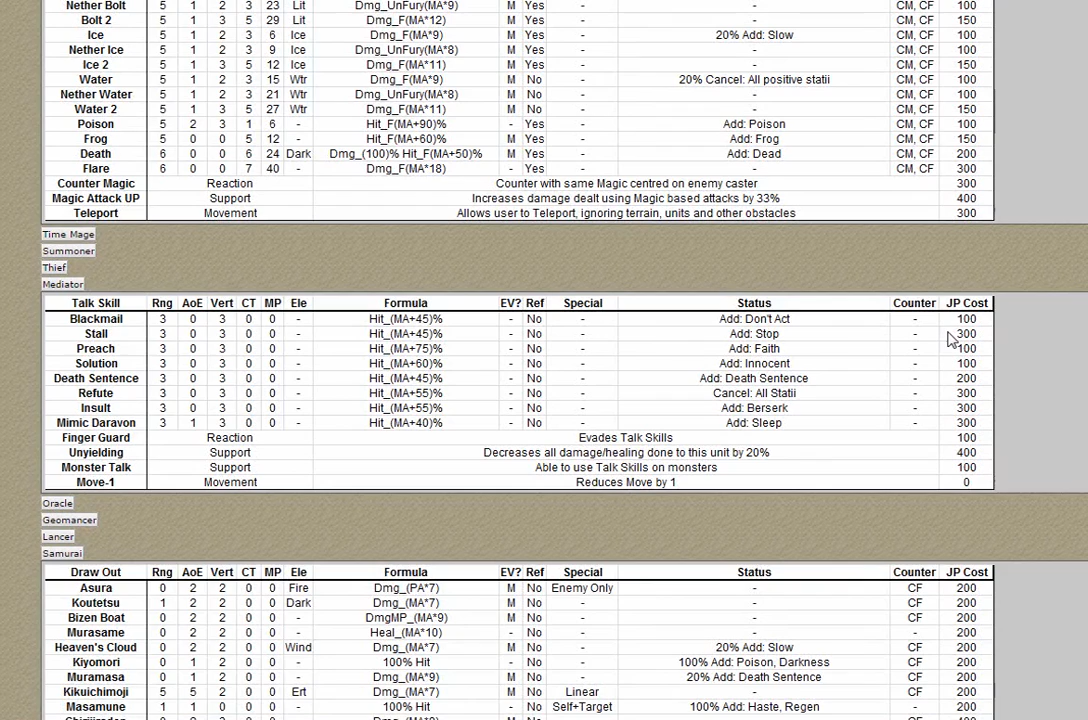 Nether Bolt 5 1 2 3 23 Lit Dmg_UnFury(MA*9) M Yes - - CM, CF 100
Bolt 2 5 1 3 5 29 Lit Dmg_F(MA*12) M Yes - - CM, CF 150
Ice 5 1 2 3 6 Ice Dmg_F(MA*9) M Yes - 20% Add: Slow CM, CF 100
Nether Ice 5 1 2 3 9 Ice Dmg_UnFury(MA*8) M Yes - - CM, CF 100
Ice 2 5 1 3 5 12 Ice Dmg_F(MA*11) M Yes - - CM, CF 150
Water 5 1 2 3 15 Wtr Dmg_F(MA*9) M No - 20% Cancel: All positive statii CM, CF 100
Nether Water 5 1 2 3 21 Wtr Dmg_UnFury(MA*8) M No - - CM, CF 100
Water 2 5 1 3 5 27 Wtr Dmg_F(MA*11) M No - - CM, CF 150
Poison 5 2 3 1 6 - Hit_F(MA+90)% - Yes - Add: Poison CM, CF 100
Frog 5 0 0 5 12 - Hit_F(MA+60)% M Yes - Add: Frog CM, CF 150
Death 6 0 0 6 24 Dark Dmg_(100)% Hit_F(MA+50)% M Yes - Add: Dead CM, CF 200
Flare 6 0 0 7 40 - Dmg_F(MA*18) - Yes - - CM, CF 300
Counter Magic Reaction Counter with same Magic centred on enemy caster 300
Magic Attack UP Support Increases damage dealt using Magic based attacks by 33% 400
Teleport Movement Allows user to Teleport, ignoring terrain, units and other obstacles 300
Time Mage
Summoner
Thief
Mediator
Talk Skill Rng AoE Vert CT MP Ele Formula EV? Ref Special Status Counter JP Cost
Blackmail 3 0 3 0 0 - Hit_(MA+45)% - No - Add: Don't Act - 100
Stall 3 0 3 0 0 - Hit_(MA+45)% - No - Add: Stop - 300
Preach 3 0 3 0 0 - Hit_(MA+75)% - No - Add: Faith - 100
Solution 3 0 3 0 0 - Hit_(MA+60)% - No - Add: Innocent - 100
Death Sentence 3 0 3 0 0 - Hit_(MA+45)% - No - Add: Death Sentence - 200
Refute 3 0 3 0 0 - Hit_(MA+55)% - No - Cancel: All Statii - 300
Insult 3 0 3 0 0 - Hit_(MA+55)% - No - Add: Berserk - 300
Mimic Daravon 3 1 3 0 0 - Hit_(MA+40)% - No - Add: Sleep - 300
Finger Guard Reaction Evades Talk Skills 100
Unyielding Support Decreases all damage/healing done to this unit by 20% 400
Monster Talk Support Able to use Talk Skills on monsters 100
Move-1 Movement Reduces Move by 1 0
Oracle
Geomancer
Lancer
Samurai
Draw Out Rng AoE Vert CT MP Ele Formula EV? Ref Special Status Counter JP Cost
Asura 0 2 2 0 0 Fire Dmg_(PA*7) M No Enemy Only - CF 200
Koutetsu 1 2 2 0 0 Dark Dmg_(MA*7) M No - - CF 200
Bizen Boat 0 2 2 0 0 - DmgMP_(MA*9) M No - - CF 200
Murasame 0 2 2 0 0 - Heal_(MA*10) - No - - - 200
Heaven's Cloud 0 2 2 0 0 Wind Dmg_(MA*7) M No - 20% Add: Slow CF 200
Kiyomori 0 1 2 0 0 - 100% Hit - No - 100% Add: Poison, Darkness CF 200
Muramasa 0 1 2 0 0 - Dmg_(MA*9) M No - 20% Add: Death Sentence CF 200
Kikuichimoji 5 5 2 0 0 Ert Dmg_(MA*7) M No Linear - CF 200
Masamune 1 1 0 0 0 - 100% Hit - No Self+Target 100% Add: Haste, Regen - 200